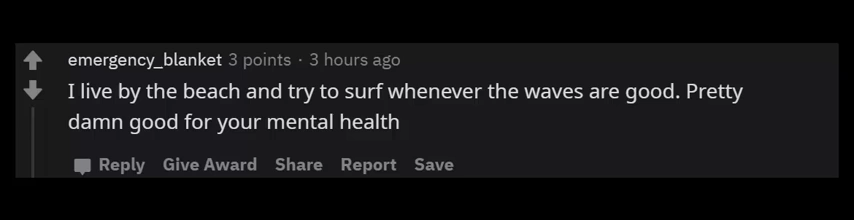 emergency_blanket 3 points · 3 hours ago
I live by the beach and try to surf whenever the waves are good. Pretty
damn good for your mental health
Reply Give Award Share Report Save